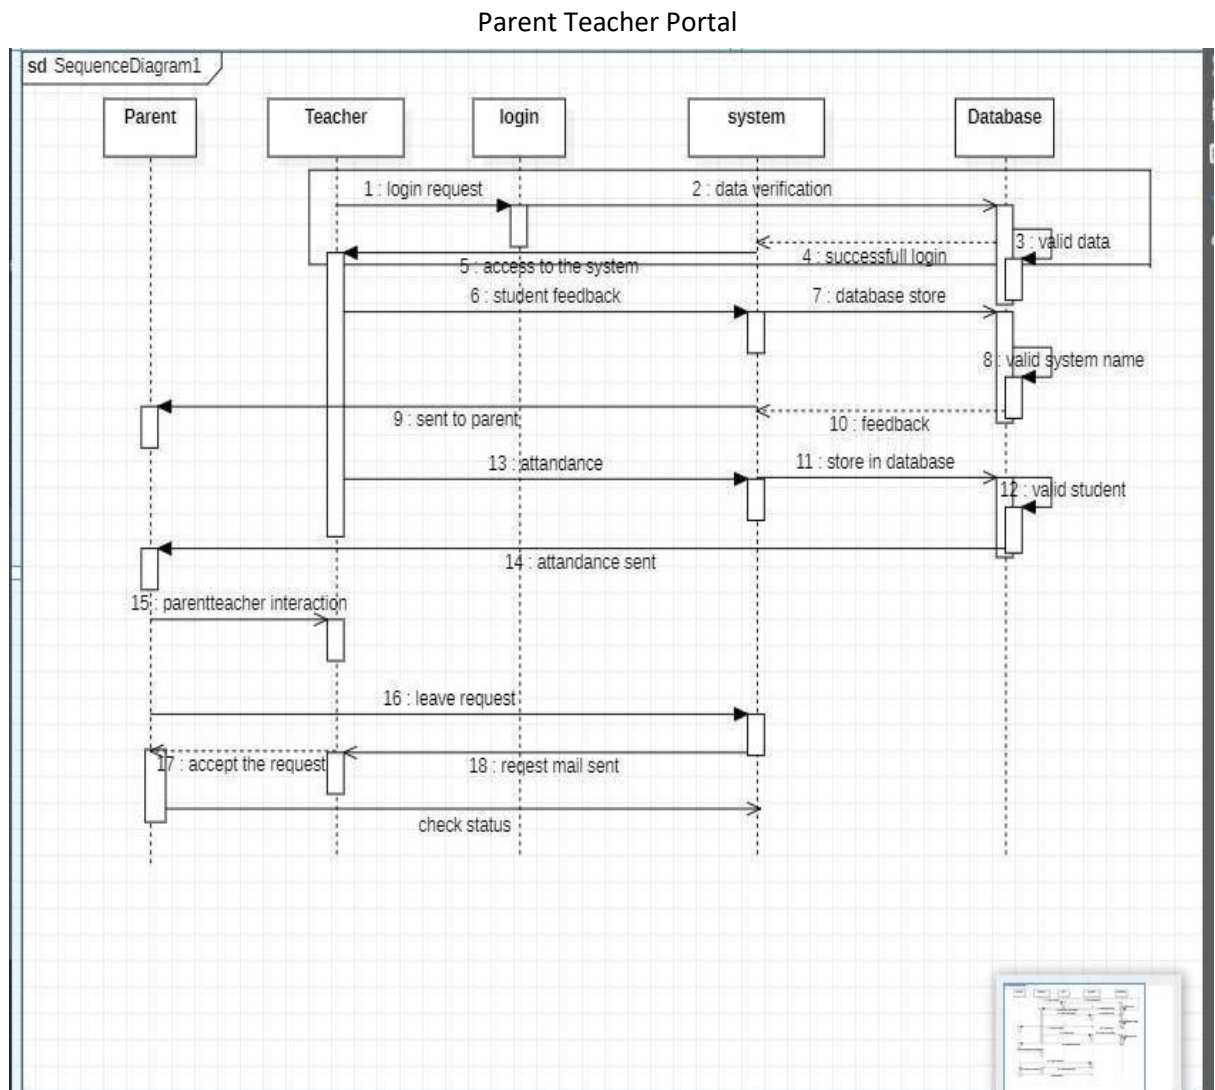 Parent Teacher Portal
sd SequenceDiagram1
Parent
Teacher
login
system
Database
1 : login request
2 : data verification
3 : valid data
4 : successfull login
5 : access to the system
6 : student feedback
7 : database store
8 : valid system name
9 : sent to parent
10 : feedback
13 : attandance
11 : store in database
12 : valid student
14 : attandance sent
15 : parentteacher interaction
16 : leave request
17 : accept the request
18 : reqest mail sent
check status